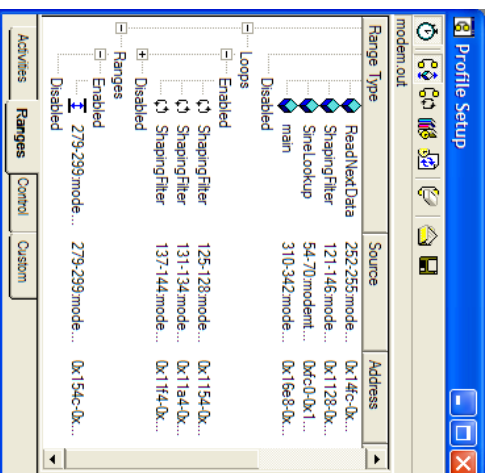 Profile Setup
modem.out
Range Type Source Address
ReadNextData 252-255:mode... 0x14fc-0x...
ShapingFilter 121-146:mode... 0x1128-0x...
SineLookup 54-70:modemt... 0xfc0-0x1...
main 310-342:mode... 0x16e8-0x...
Disabled
Loops
Enabled
ShapingFilter 125-128:mode... 0x1154-0x...
ShapingFilter 131-134:mode... 0x11a4-0x...
ShapingFilter 137-144:mode... 0x11f4-0x...
Disabled
Ranges
Enabled
279-299:mode... 279-299:mode... 0x154c-0x...
Disabled
Activities Ranges Control Custom